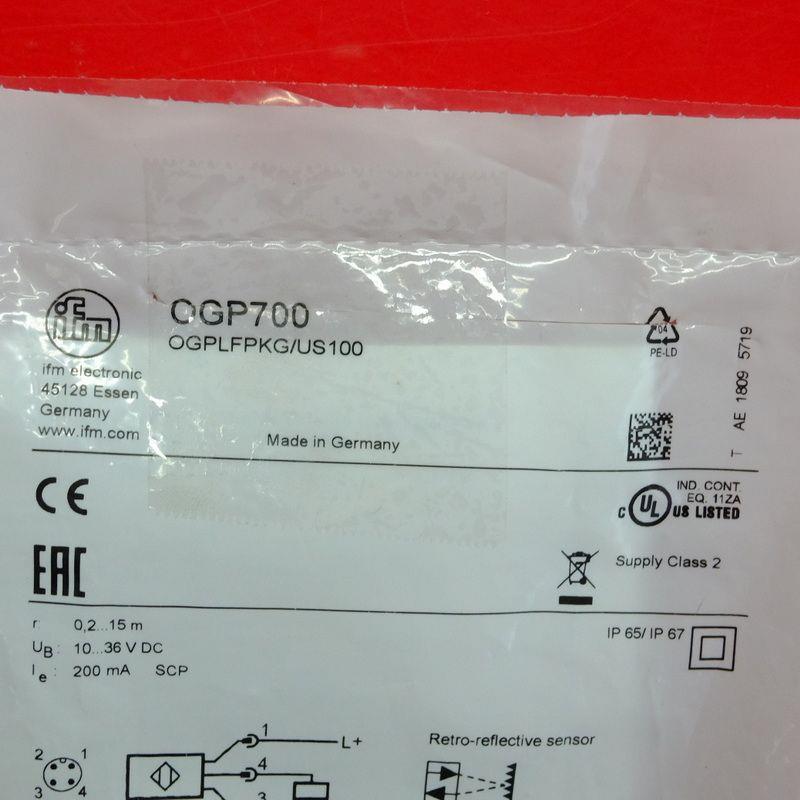 ifm
OGP700
OGPLFPKG/US100
04
PE-LD
T AE 1809 5719
ifm electronic
45128 Essen
Germany
www.ifm.com
Made in Germany
CE
IND. CONT.
EQ. 11ZA
c UL US LISTED
EAC
Supply Class 2
r 0,2...15 m
UB: 10...36 V DC
Ie: 200 mA SCP
IP 65/ IP 67
2 1
3 4
1 L+
4
3
Retro-reflective sensor